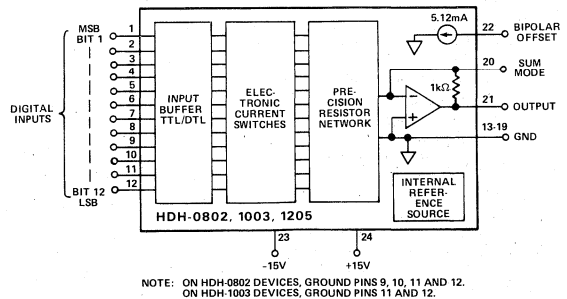 5.12mA
22
BIPOLAR
OFFSET
MSB
BIT 1
1
2
3
4
5
6
7
8
9
10
11
12
BIT 12
LSB
DIGITAL
INPUTS
INPUT
BUFFER
TTL/DTL
ELEC-
TRONIC
CURRENT
SWITCHES
PRE-
CISION
RESISTOR
NETWORK
20
SUM
MODE
1kΩ
−
+
21
OUTPUT
13-19
GND
INTERNAL
REFER-
ENCE
SOURCE
HDH-0802, 1003, 1205
23
24
-15V
+15V
NOTE: ON HDH-0802 DEVICES, GROUND PINS 9, 10, 11 AND 12.
ON HDH-1003 DEVICES, GROUND PINS 11 AND 12.